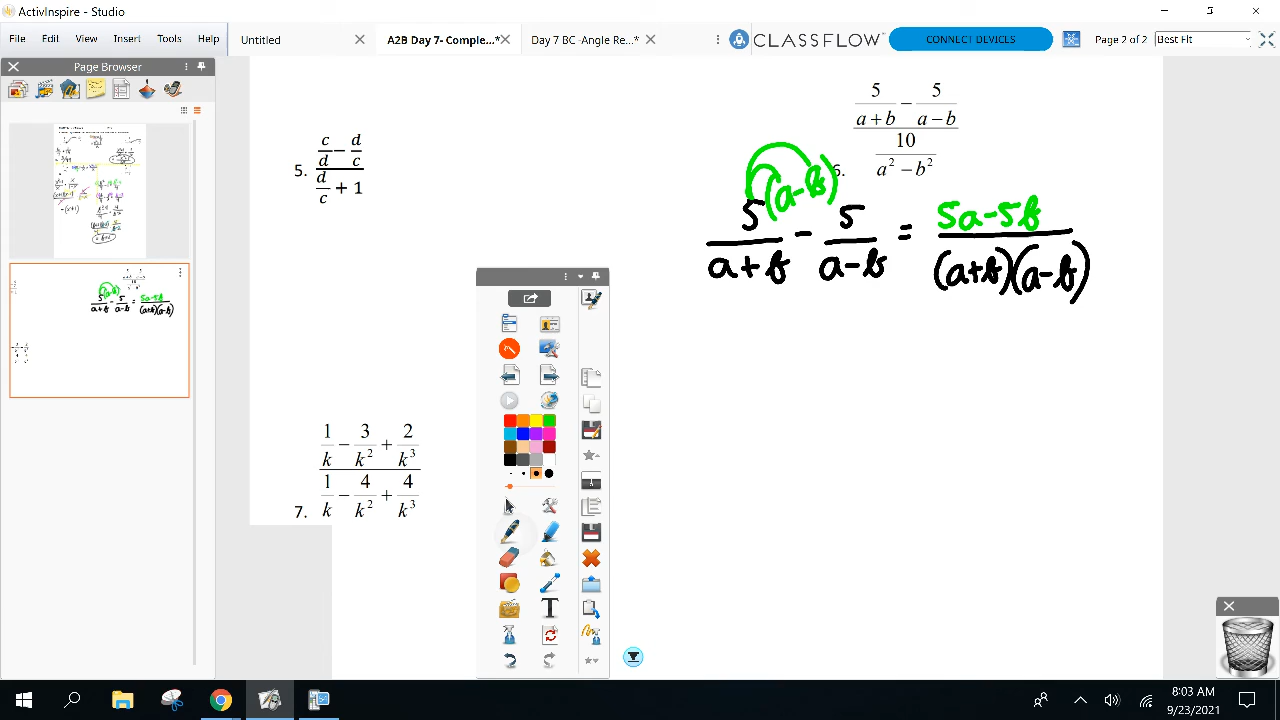 ActivInspire - Studio
File Edit View Insert Tools Help
Untitled
A2B Day 7- Comple...*
Day 7 BC -Angle Re... *
CLASSFLOW
CONNECT DEVICES
Page 2 of 2
Best Fit
Page Browser
5. (c/d − d/c) / (d/c + 1)
6. (5/(a+b) − 5/(a−b)) / (10/(a² − b²))
(a-b)
5/(a+b) − 5/(a-b) = (5a-5b)/((a+b)(a-b))
7. (1/k − 3/k² + 2/k³) / (1/k − 4/k² + 4/k³)
T
8:03 AM
9/23/2021